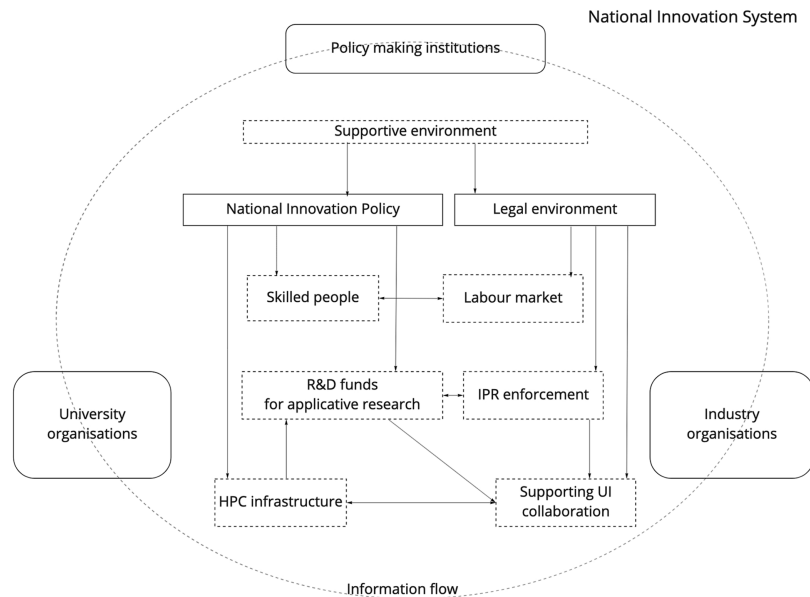 National Innovation System
Policy making institutions
Supportive environment
National Innovation Policy
Legal environment
Skilled people
Labour market
R&D funds
for applicative research
IPR enforcement
University
organisations
Industry
organisations
HPC infrastructure
Supporting UI
collaboration
Information flow